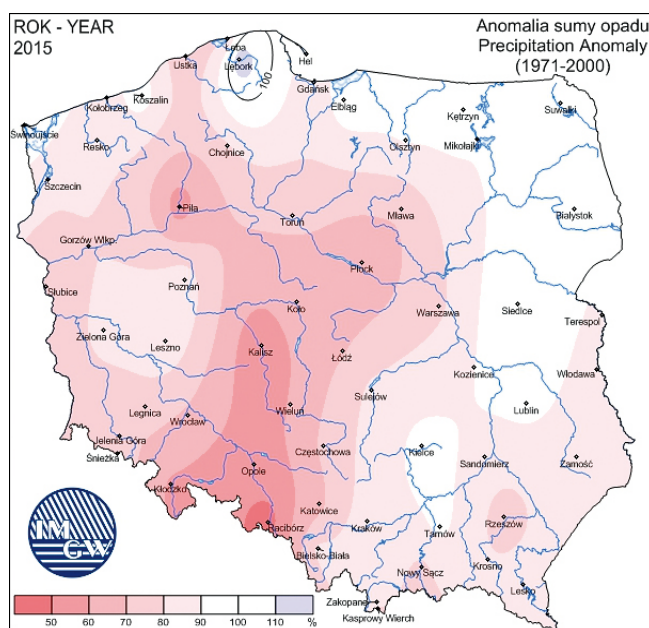 ROK - YEAR
2015
Anomalia sumy opadu
Precipitation Anomaly
(1971-2000)
Łeba
Lębork
Hel
Ustka
Gdańsk
Koszalin
Kołobrzeg
Elbląg
Kętrzyn
Suwałki
Świnoujście
Resko
Chojnice
Olsztyn
Mikołajki
Szczecin
Piła
Toruń
Mława
Białystok
Gorzów Wlkp.
Płock
Słubice
Poznań
Koło
Warszawa
Siedlce
Terespol
Zielona Góra
Leszno
Kalisz
Łódź
Kozienice
Włodawa
Legnica
Wrocław
Wieluń
Sulejów
Lublin
Jelenia Góra
Śnieżka
Częstochowa
Kielce
Sandomierz
Zamość
Opole
Kłodzko
Racibórz
Katowice
Kraków
Tarnów
Rzeszów
Bielsko-Biała
Nowy Sącz
Krosno
Lesko
Zakopane
Kasprowy Wierch
100
IM
GW
50 60 70 80 90 100 110 %